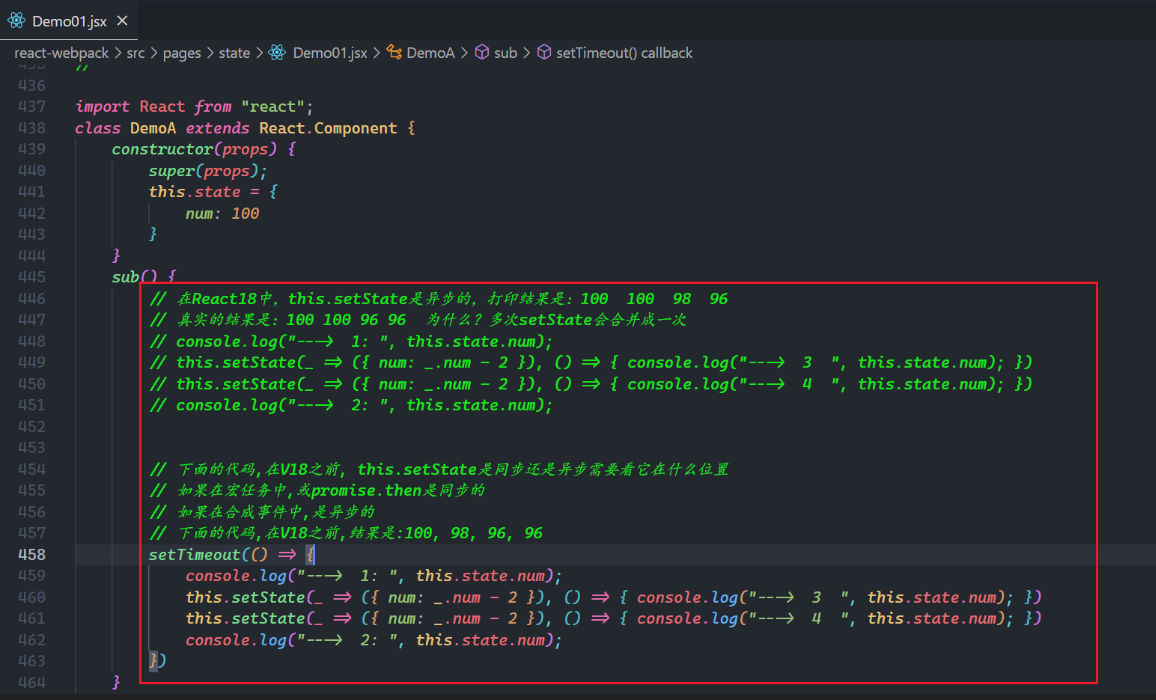 Demo01.jsx ×
react-webpack > src > pages > state > Demo01.jsx > DemoA > sub > setTimeout() callback
435 //
436
437 import React from "react";
438 class DemoA extends React.Component {
439 constructor(props) {
440 super(props);
441 this.state = {
442 num: 100
443 }
444 }
445 sub() {
446 // 在React18中, this.setState是异步的, 打印结果是: 100 100 98 96
447 // 真实的结果是: 100 100 96 96 为什么? 多次setState会合并成一次
448 // console.log("---> 1: ", this.state.num);
449 // this.setState(_ => ({ num: _.num - 2 }), () => { console.log("---> 3 ", this.state.num); })
450 // this.setState(_ => ({ num: _.num - 2 }), () => { console.log("---> 4 ", this.state.num); })
451 // console.log("---> 2: ", this.state.num);
452
453
454 // 下面的代码,在V18之前, this.setState是同步还是异步需要看它在什么位置
455 // 如果在宏任务中,或promise.then是同步的
456 // 如果在合成事件中,是异步的
457 // 下面的代码,在V18之前,结果是:100, 98, 96, 96
458 setTimeout(() => {
459 console.log("---> 1: ", this.state.num);
460 this.setState(_ => ({ num: _.num - 2 }), () => { console.log("---> 3 ", this.state.num); })
461 this.setState(_ => ({ num: _.num - 2 }), () => { console.log("---> 4 ", this.state.num); })
462 console.log("---> 2: ", this.state.num);
463 })
464 }